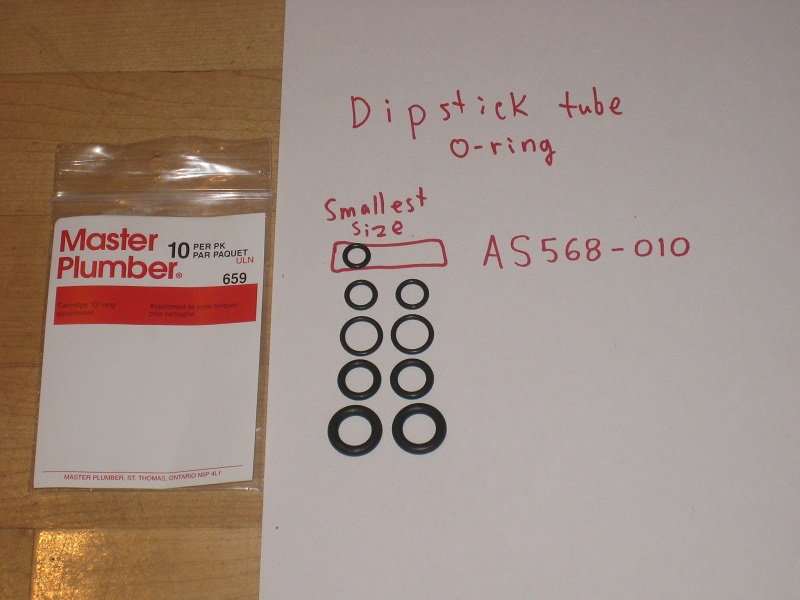 Dipstick tube
O-ring
Smallest
size
AS568-010
Master
Plumber®
10 PER PK
PAR PAQUET
ULN
659
Cartridge "O" ring
assortment
Assortiment de joints toriques
pour cartouche
MASTER PLUMBER, ST. THOMAS, ONTARIO N5P 4L1